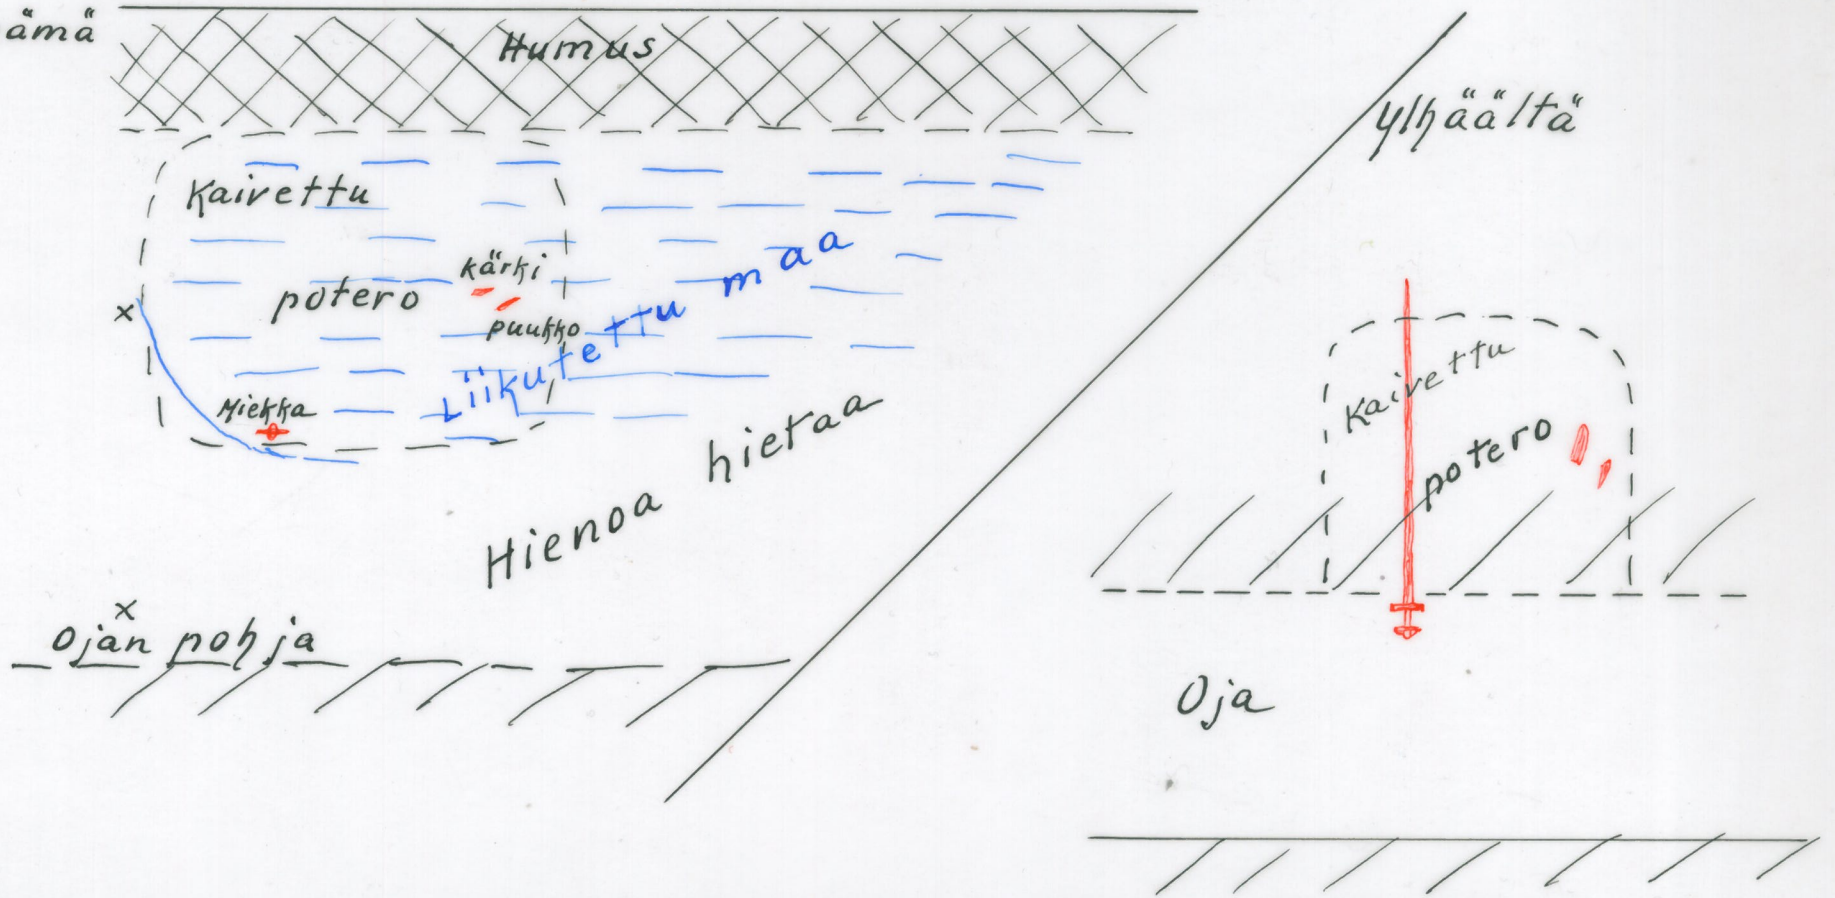 ämä
Humus
Kaivettu
potero
kärki
puukko
Miekka
Liikutettu maa
Hienoa hietaa
x
x
Ojan pohja
Ylhäältä
Kaivettu
potero
Oja